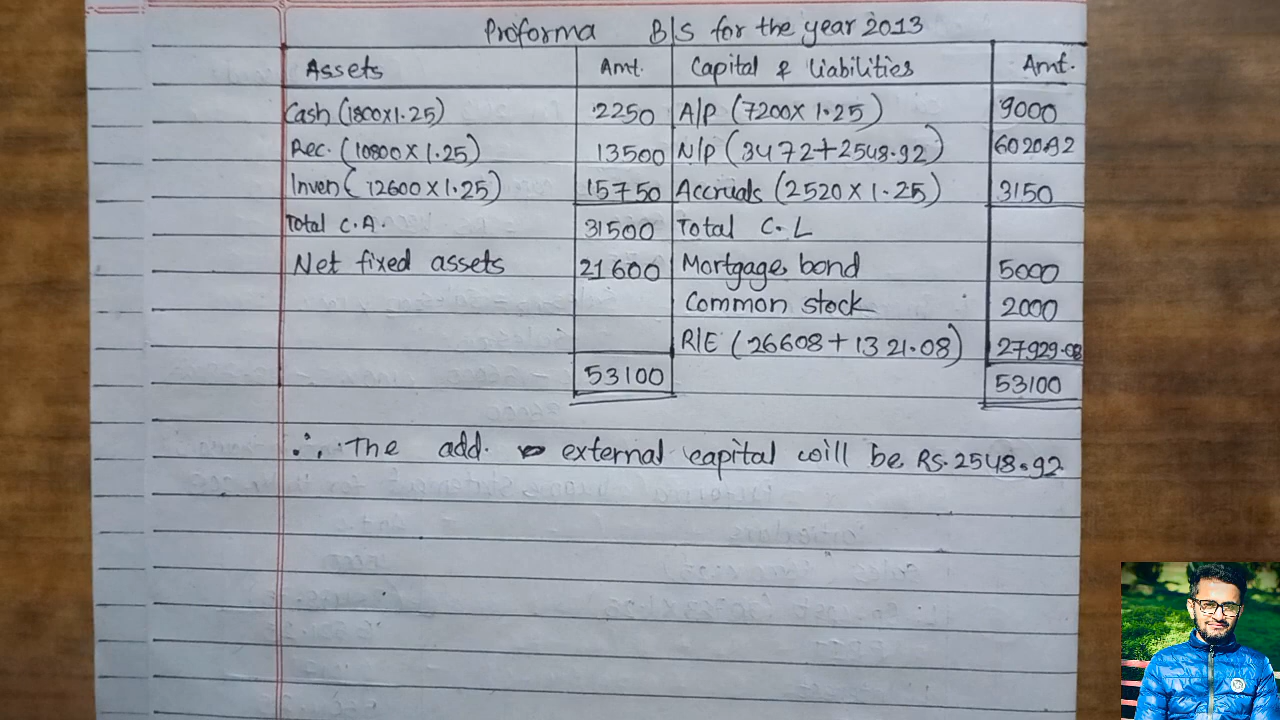 Proforma B/S for the year 2013
Assets Amt. Capital & liabilities Amt.
Cash (1800x1.25) 2250 A/P (7200x 1.25) 9000
Rec. (10800 x 1.25) 13500 N/P (3472+2548.92) 6020.92
Inven( 12600 x 1.25) 15750 Accruals (2520 x 1.25) 3150
Total C.A. 31500 Total C.L
Net fixed assets 21600 Mortgage bond 5000
Common stock 2000
R/E (26608+1321.08) 27929.08
53100 53100
∴ The add. external capital will be RS.2548.92